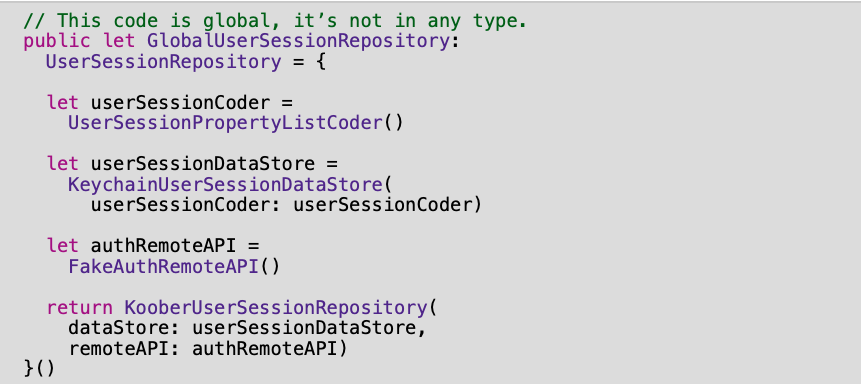 // This code is global, it’s not in any type.
public let GlobalUserSessionRepository:
  UserSessionRepository = {

  let userSessionCoder =
    UserSessionPropertyListCoder()

  let userSessionDataStore =
    KeychainUserSessionDataStore(
      userSessionCoder: userSessionCoder)

  let authRemoteAPI =
    FakeAuthRemoteAPI()

  return KooberUserSessionRepository(
    dataStore: userSessionDataStore,
    remoteAPI: authRemoteAPI)
}()